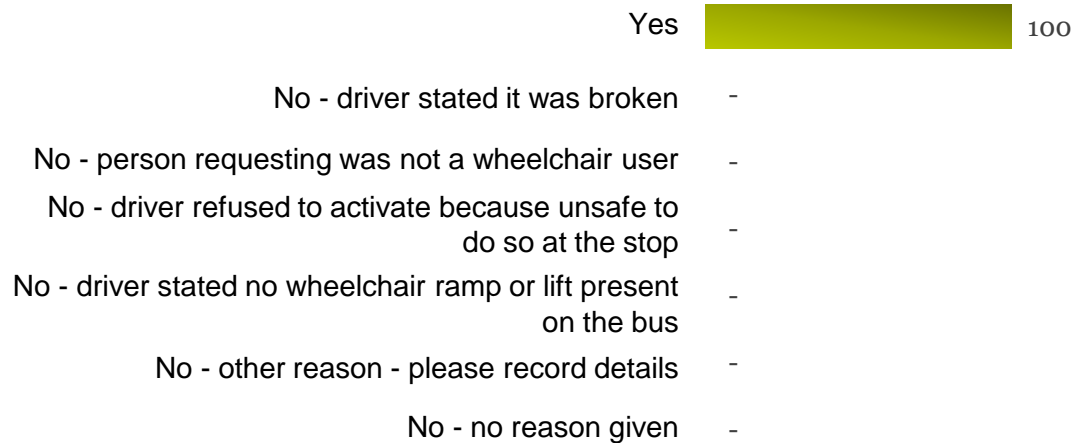 Yes 100
No - driver stated it was broken -
No - person requesting was not a wheelchair user -
No - driver refused to activate because unsafe to
do so at the stop -
No - driver stated no wheelchair ramp or lift present
on the bus -
No - other reason - please record details -
No - no reason given -